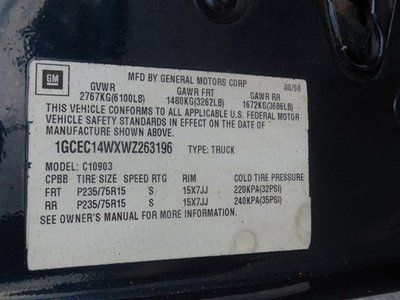 GM
MFD BY GENERAL MOTORS CORP 06/98
GVWR GAWR FRT GAWR RR
2767KG(6100LB) 1480KG(3262LB) 1672KG(3686LB)
THIS VEHICLE CONFORMS TO ALL APPLICABLE U.S. FEDERAL MOTOR
VEHICLE SAFETY STANDARDS IN EFFECT ON THE DATE OF
MANUFACTURE SHOWN ABOVE.
1GCEC14WXWZ263196 TYPE: TRUCK
MODEL: C10903
CPBB TIRE SIZE SPEED RTG RIM COLD TIRE PRESSURE
FRT P235/75R15 S 15X7JJ 220KPA(32PSI)
RR P235/75R15 S 15X7JJ 240KPA(35PSI)
SEE OWNER'S MANUAL FOR MORE INFORMATION.